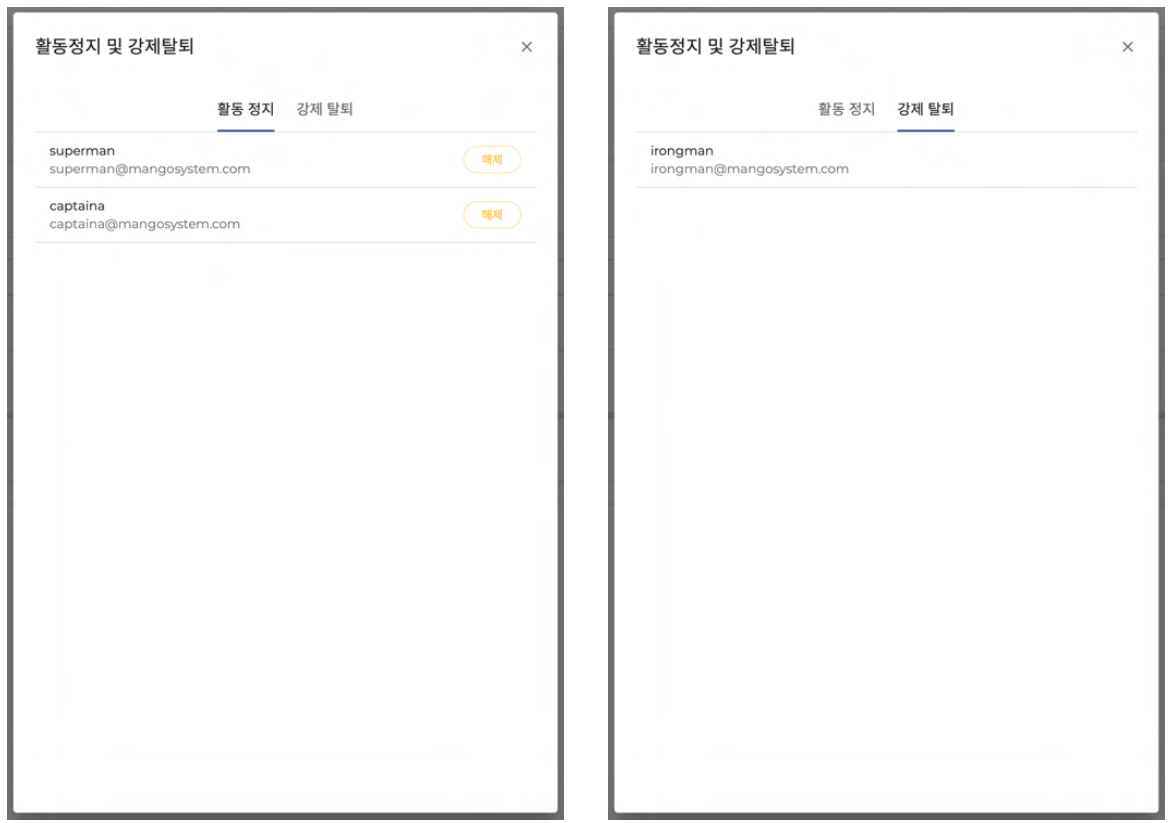 활동정지 및 강제탈퇴
활동 정지 강제 탈퇴
superman
superman@mangosystem.com
해제
captaina
captaina@mangosystem.com
해제
활동정지 및 강제탈퇴
활동 정지 강제 탈퇴
irongman
irongman@mangosystem.com